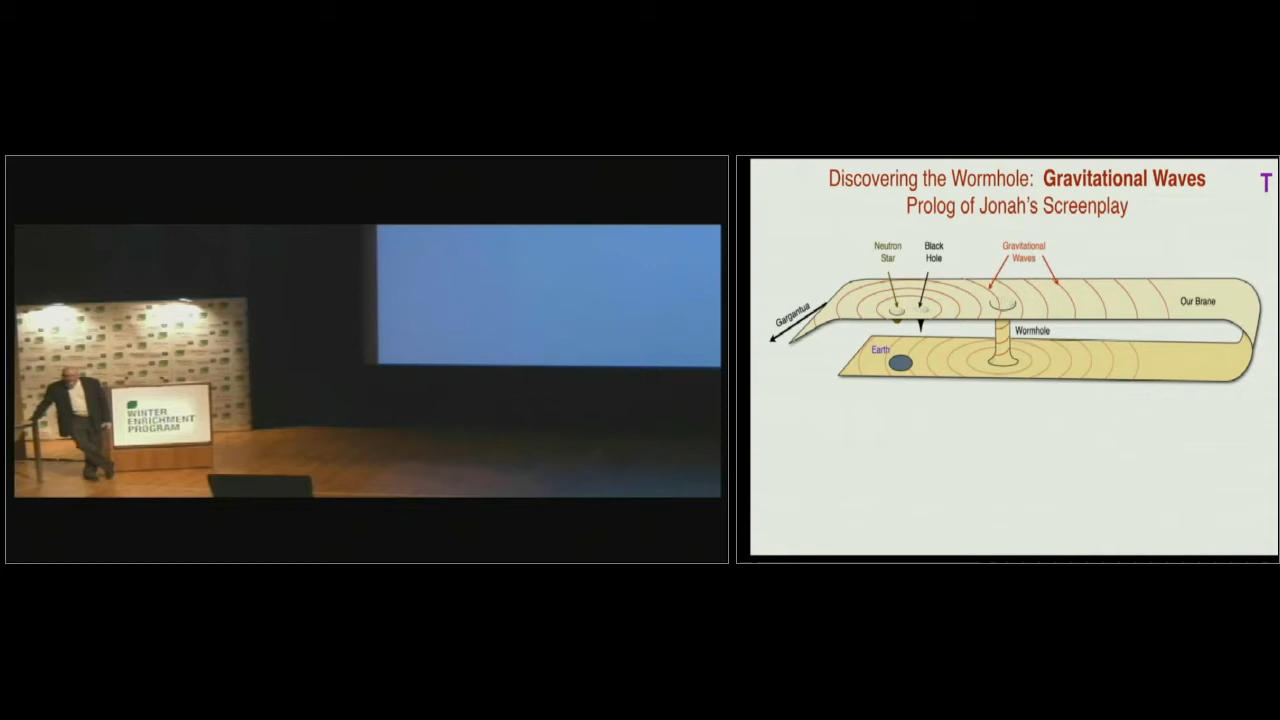 WINTER
ENRICHMENT
PROGRAM
Discovering the Wormhole: Gravitational Waves
T
Prolog of Jonah's Screenplay
Neutron
Star
Black
Hole
Gravitational
Waves
Gargantua
Our Brane
Wormhole
Earth